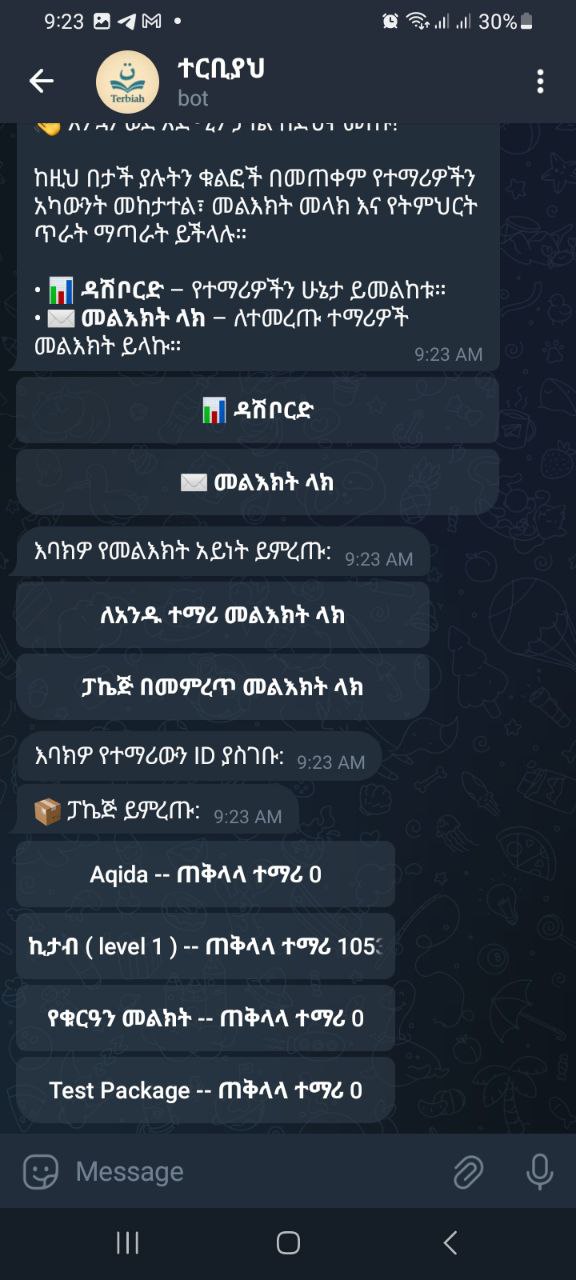 9:23
30%
ت
Terbiah
ተርቢያህ
bot
ከዚህ በታች ያሉትን ቁልፎች በመጠቀም የተማሪዎችን
አካውንት መከታተል፣ መልእክት መላክ እና የትምህርት
ጥራት ማጣራት ይችላሉ።
• 📊 ዳሽቦርድ – የተማሪዎችን ሁኔታ ይመልከቱ።
• ✉️ መልእክት ላክ – ለተመረጡ ተማሪዎች
መልእክት ይላኩ።
9:23 AM
📊 ዳሽቦርድ
✉️ መልእክት ላክ
እባክዎ የመልእክት አይነት ይምረጡ: 9:23 AM
ለአንዱ ተማሪ መልእክት ላክ
ፓኬጅ በመምረጥ መልእክት ላክ
እባክዎ የተማሪውን ID ያስገቡ: 9:23 AM
📦 ፓኬጅ ይምረጡ: 9:23 AM
Aqida -- ጠቅላላ ተማሪ 0
ኪታብ ( level 1 ) -- ጠቅላላ ተማሪ 105
የቁርዓን መልክት -- ጠቅላላ ተማሪ 0
Test Package -- ጠቅላላ ተማሪ 0
Message